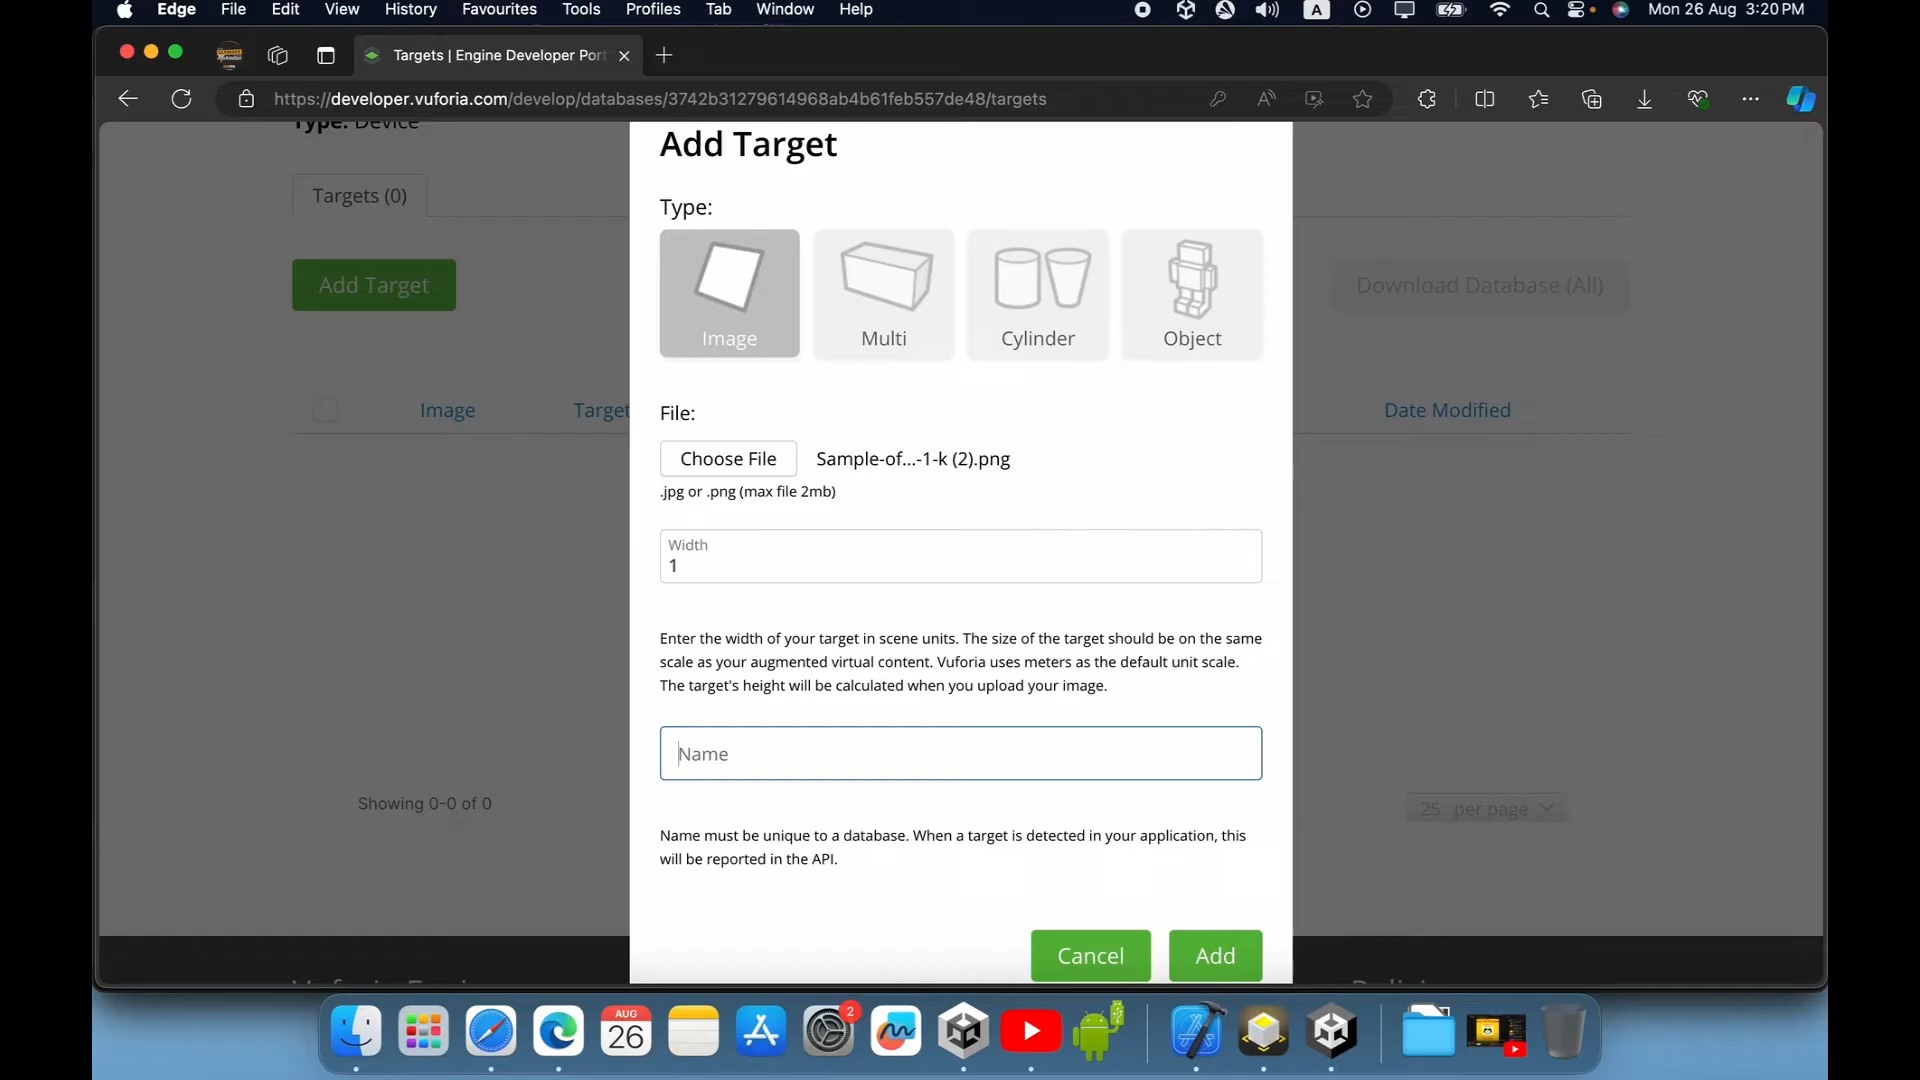 Edge File Edit View History Favourites Tools Profiles Tab Window Help A Mon 26 Aug 3:20 PM
Targets | Engine Developer Port
https://developer.vuforia.com/develop/databases/3742b31279614968ab4b61feb557de48/targets
Type: Device
Add Target
Targets (0)
Type:
Add Target
Download Database (All)
Image Multi Cylinder Object
Image Target Date Modified
File:
Choose File Sample-of...-1-k (2).png
.jpg or .png (max file 2mb)
Width
1
Enter the width of your target in scene units. The size of the target should be on the same
scale as your augmented virtual content. Vuforia uses meters as the default unit scale.
The target's height will be calculated when you upload your image.
Name
Showing 0-0 of 0
25 per page
Name must be unique to a database. When a target is detected in your application, this
will be reported in the API.
Cancel Add
AUG
26
2